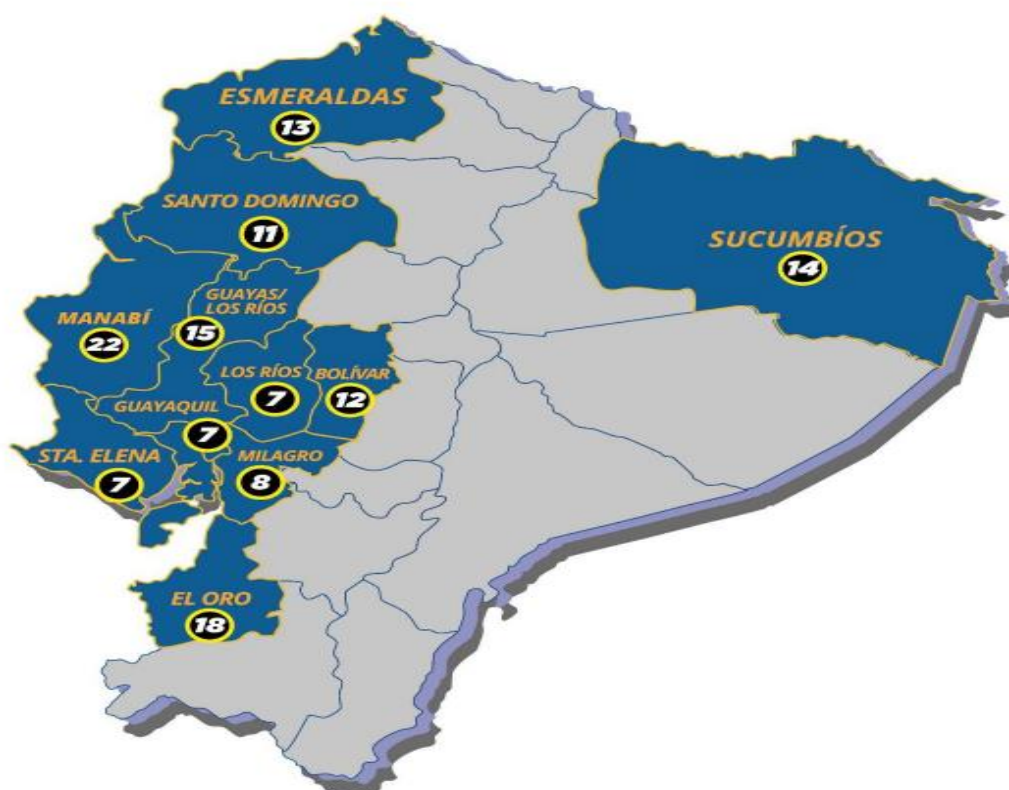 ESMERALDAS
13
SANTO DOMINGO
11
SUCUMBÍOS
14
GUAYAS/
LOS RÍOS
15
MANABÍ
22
LOS RÍOS
7
BOLÍVAR
12
GUAYAQUIL
7
STA. ELENA
7
MILAGRO
8
EL ORO
18